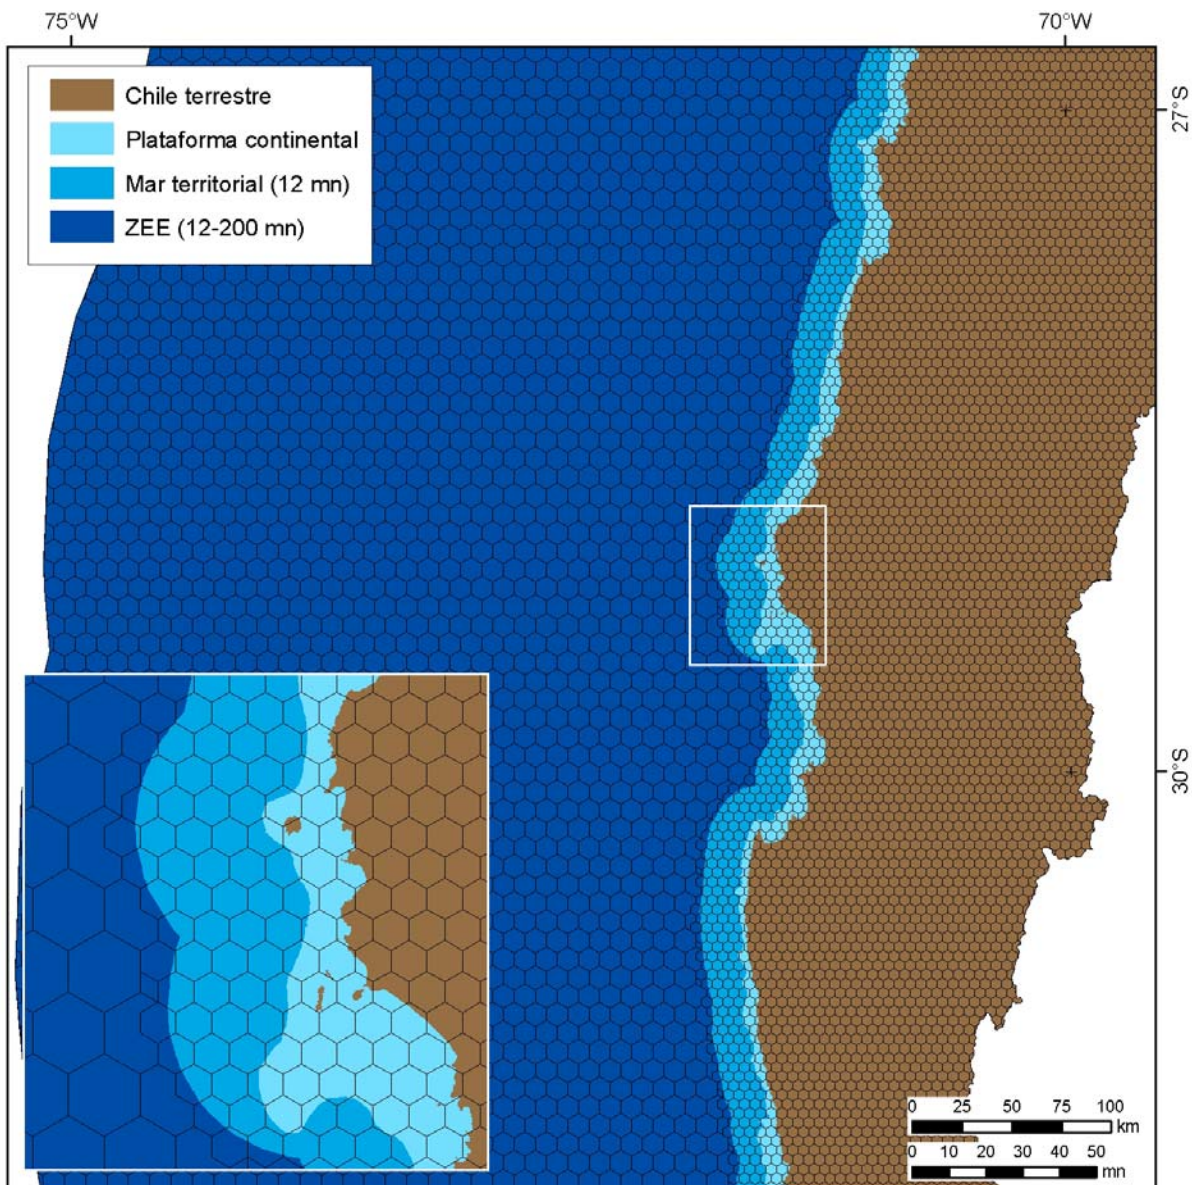 75°W 70°W
Chile terrestre
Plataforma continental
Mar territorial (12 mn)
ZEE (12-200 mn)
27°S
30°S
0 25 50 75 100
km
0 10 20 30 40 50
mn